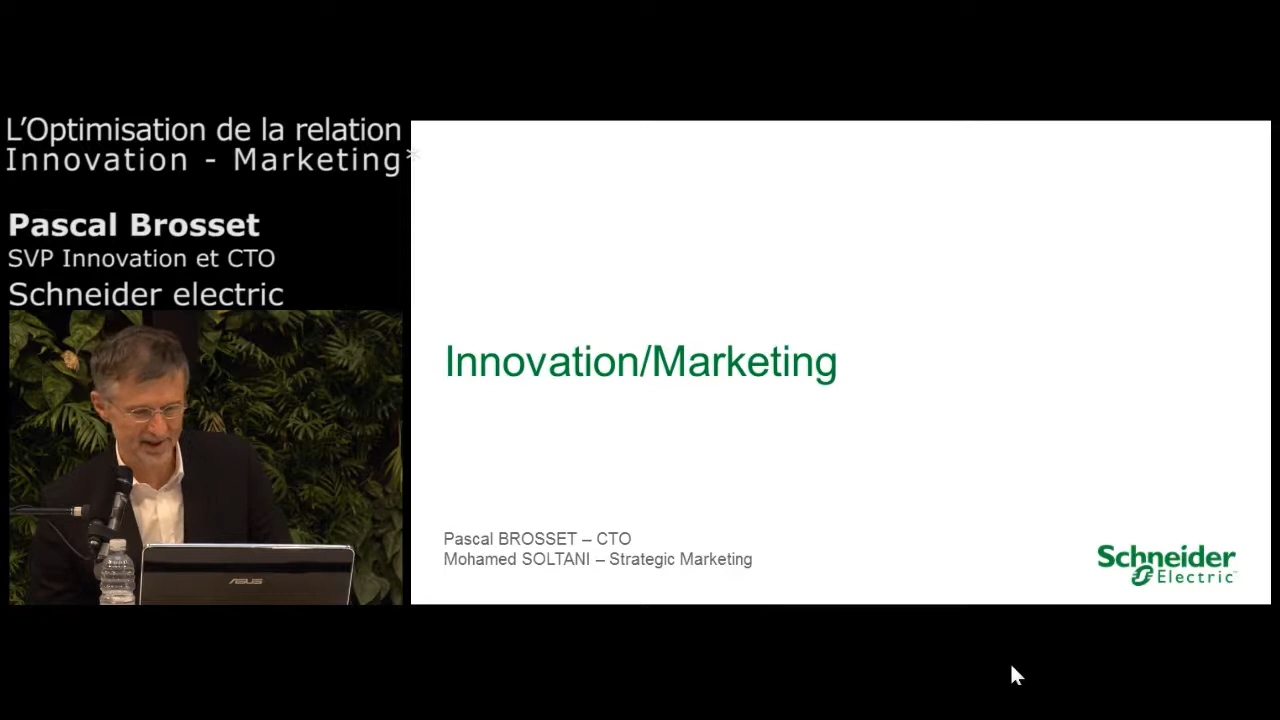 L’Optimisation de la relation
Innovation - Marketing*
Pascal Brosset
SVP Innovation et CTO
Schneider electric
ASUS
Innovation/Marketing
Pascal BROSSET – CTO
Mohamed SOLTANI – Strategic Marketing
Schneider
Electric™